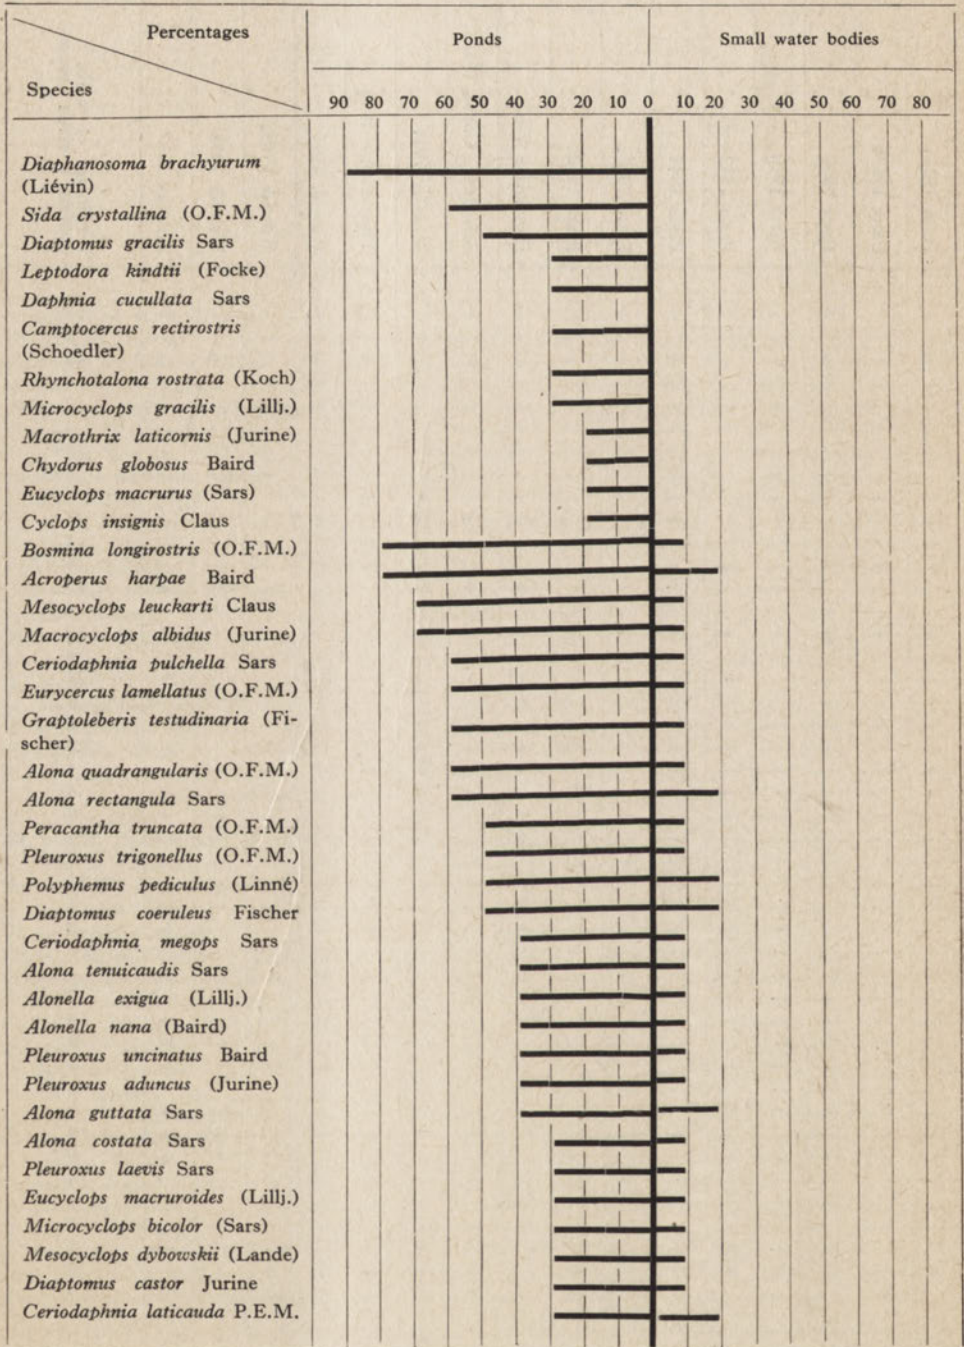 Percentages
Species
Ponds
Small water bodies
90 80 70 60 50 40 30 20 10 0 10 20 30 40 50 60 70 80
Diaphanosoma brachyurum
(Liévin)
Sida crystallina (O.F.M.)
Diaptomus gracilis Sars
Leptodora kindtii (Focke)
Daphnia cucullata Sars
Camptocercus rectirostris
(Schoedler)
Rhynchotalona rostrata (Koch)
Microcyclops gracilis (Lillj.)
Macrothrix laticornis (Jurine)
Chydorus globosus Baird
Eucyclops macrurus (Sars)
Cyclops insignis Claus
Bosmina longirostris (O.F.M.)
Acroperus harpae Baird
Mesocyclops leuckarti Claus
Macrocyclops albidus (Jurine)
Ceriodaphnia pulchella Sars
Eurycercus lamellatus (O.F.M.)
Graptoleberis testudinaria (Fi-
scher)
Alona quadrangularis (O.F.M.)
Alona rectangula Sars
Peracantha truncata (O.F.M.)
Pleuroxus trigonellus (O.F.M.)
Polyphemus pediculus (Linné)
Diaptomus coeruleus Fischer
Ceriodaphnia megops Sars
Alona tenuicaudis Sars
Alonella exigua (Lillj.)
Alonella nana (Baird)
Pleuroxus uncinatus Baird
Pleuroxus aduncus (Jurine)
Alona guttata Sars
Alona costata Sars
Pleuroxus laevis Sars
Eucyclops macruroides (Lillj.)
Microcyclops bicolor (Sars)
Mesocyclops dybowskii (Lande)
Diaptomus castor Jurine
Ceriodaphnia laticauda P.E.M.